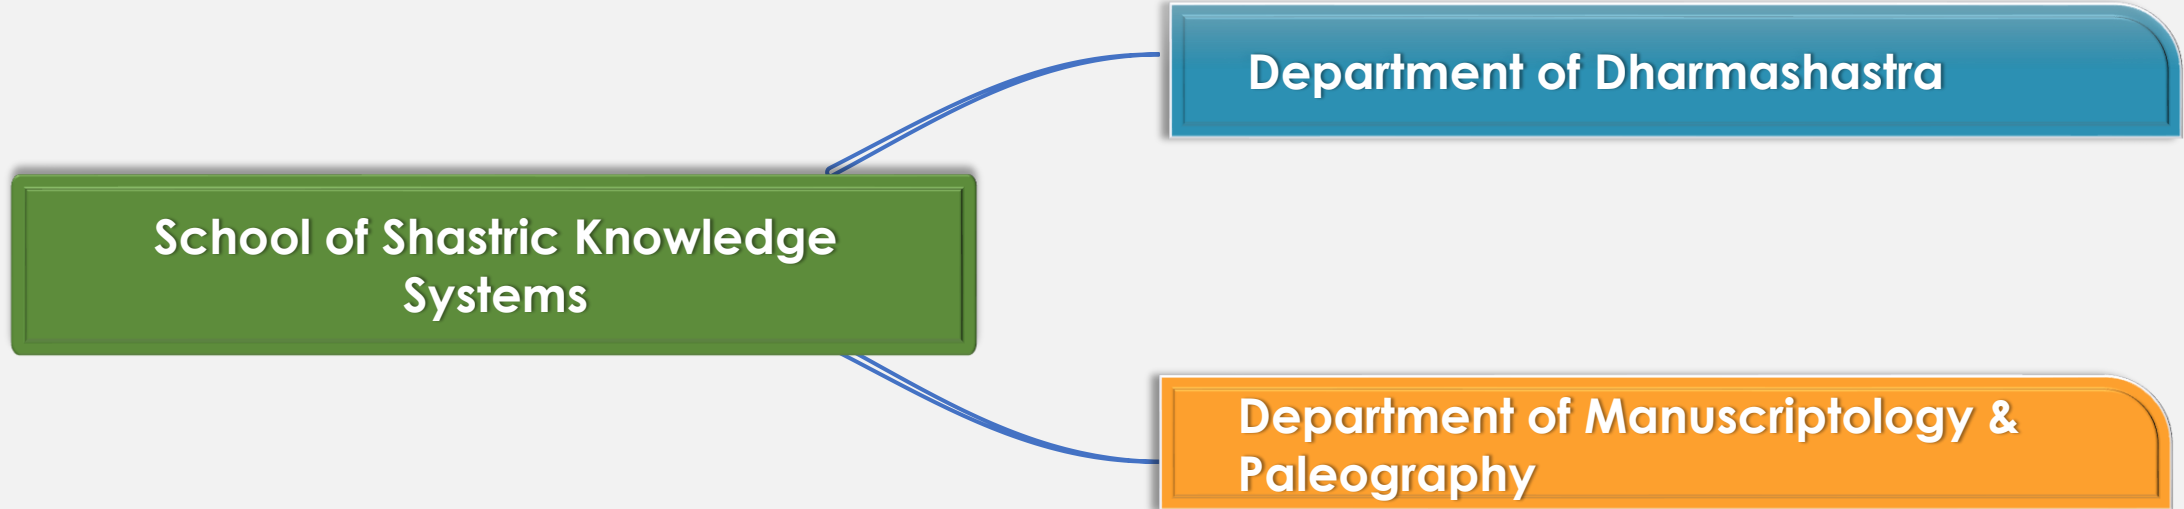 Department of Dharmashastra
School of Shastric Knowledge
Systems
Department of Manuscriptology &
Paleography